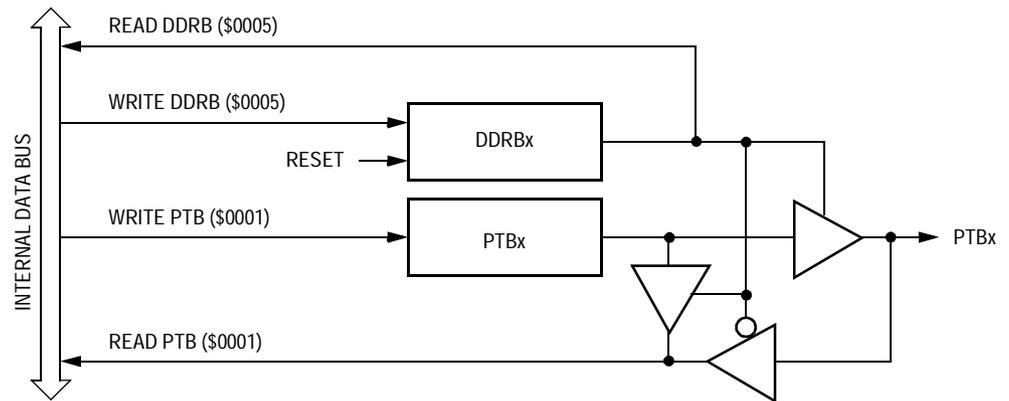 READ DDRB ($0005)
WRITE DDRB ($0005)
DDRBx
RESET
INTERNAL DATA BUS
WRITE PTB ($0001)
PTBx
PTBx
READ PTB ($0001)